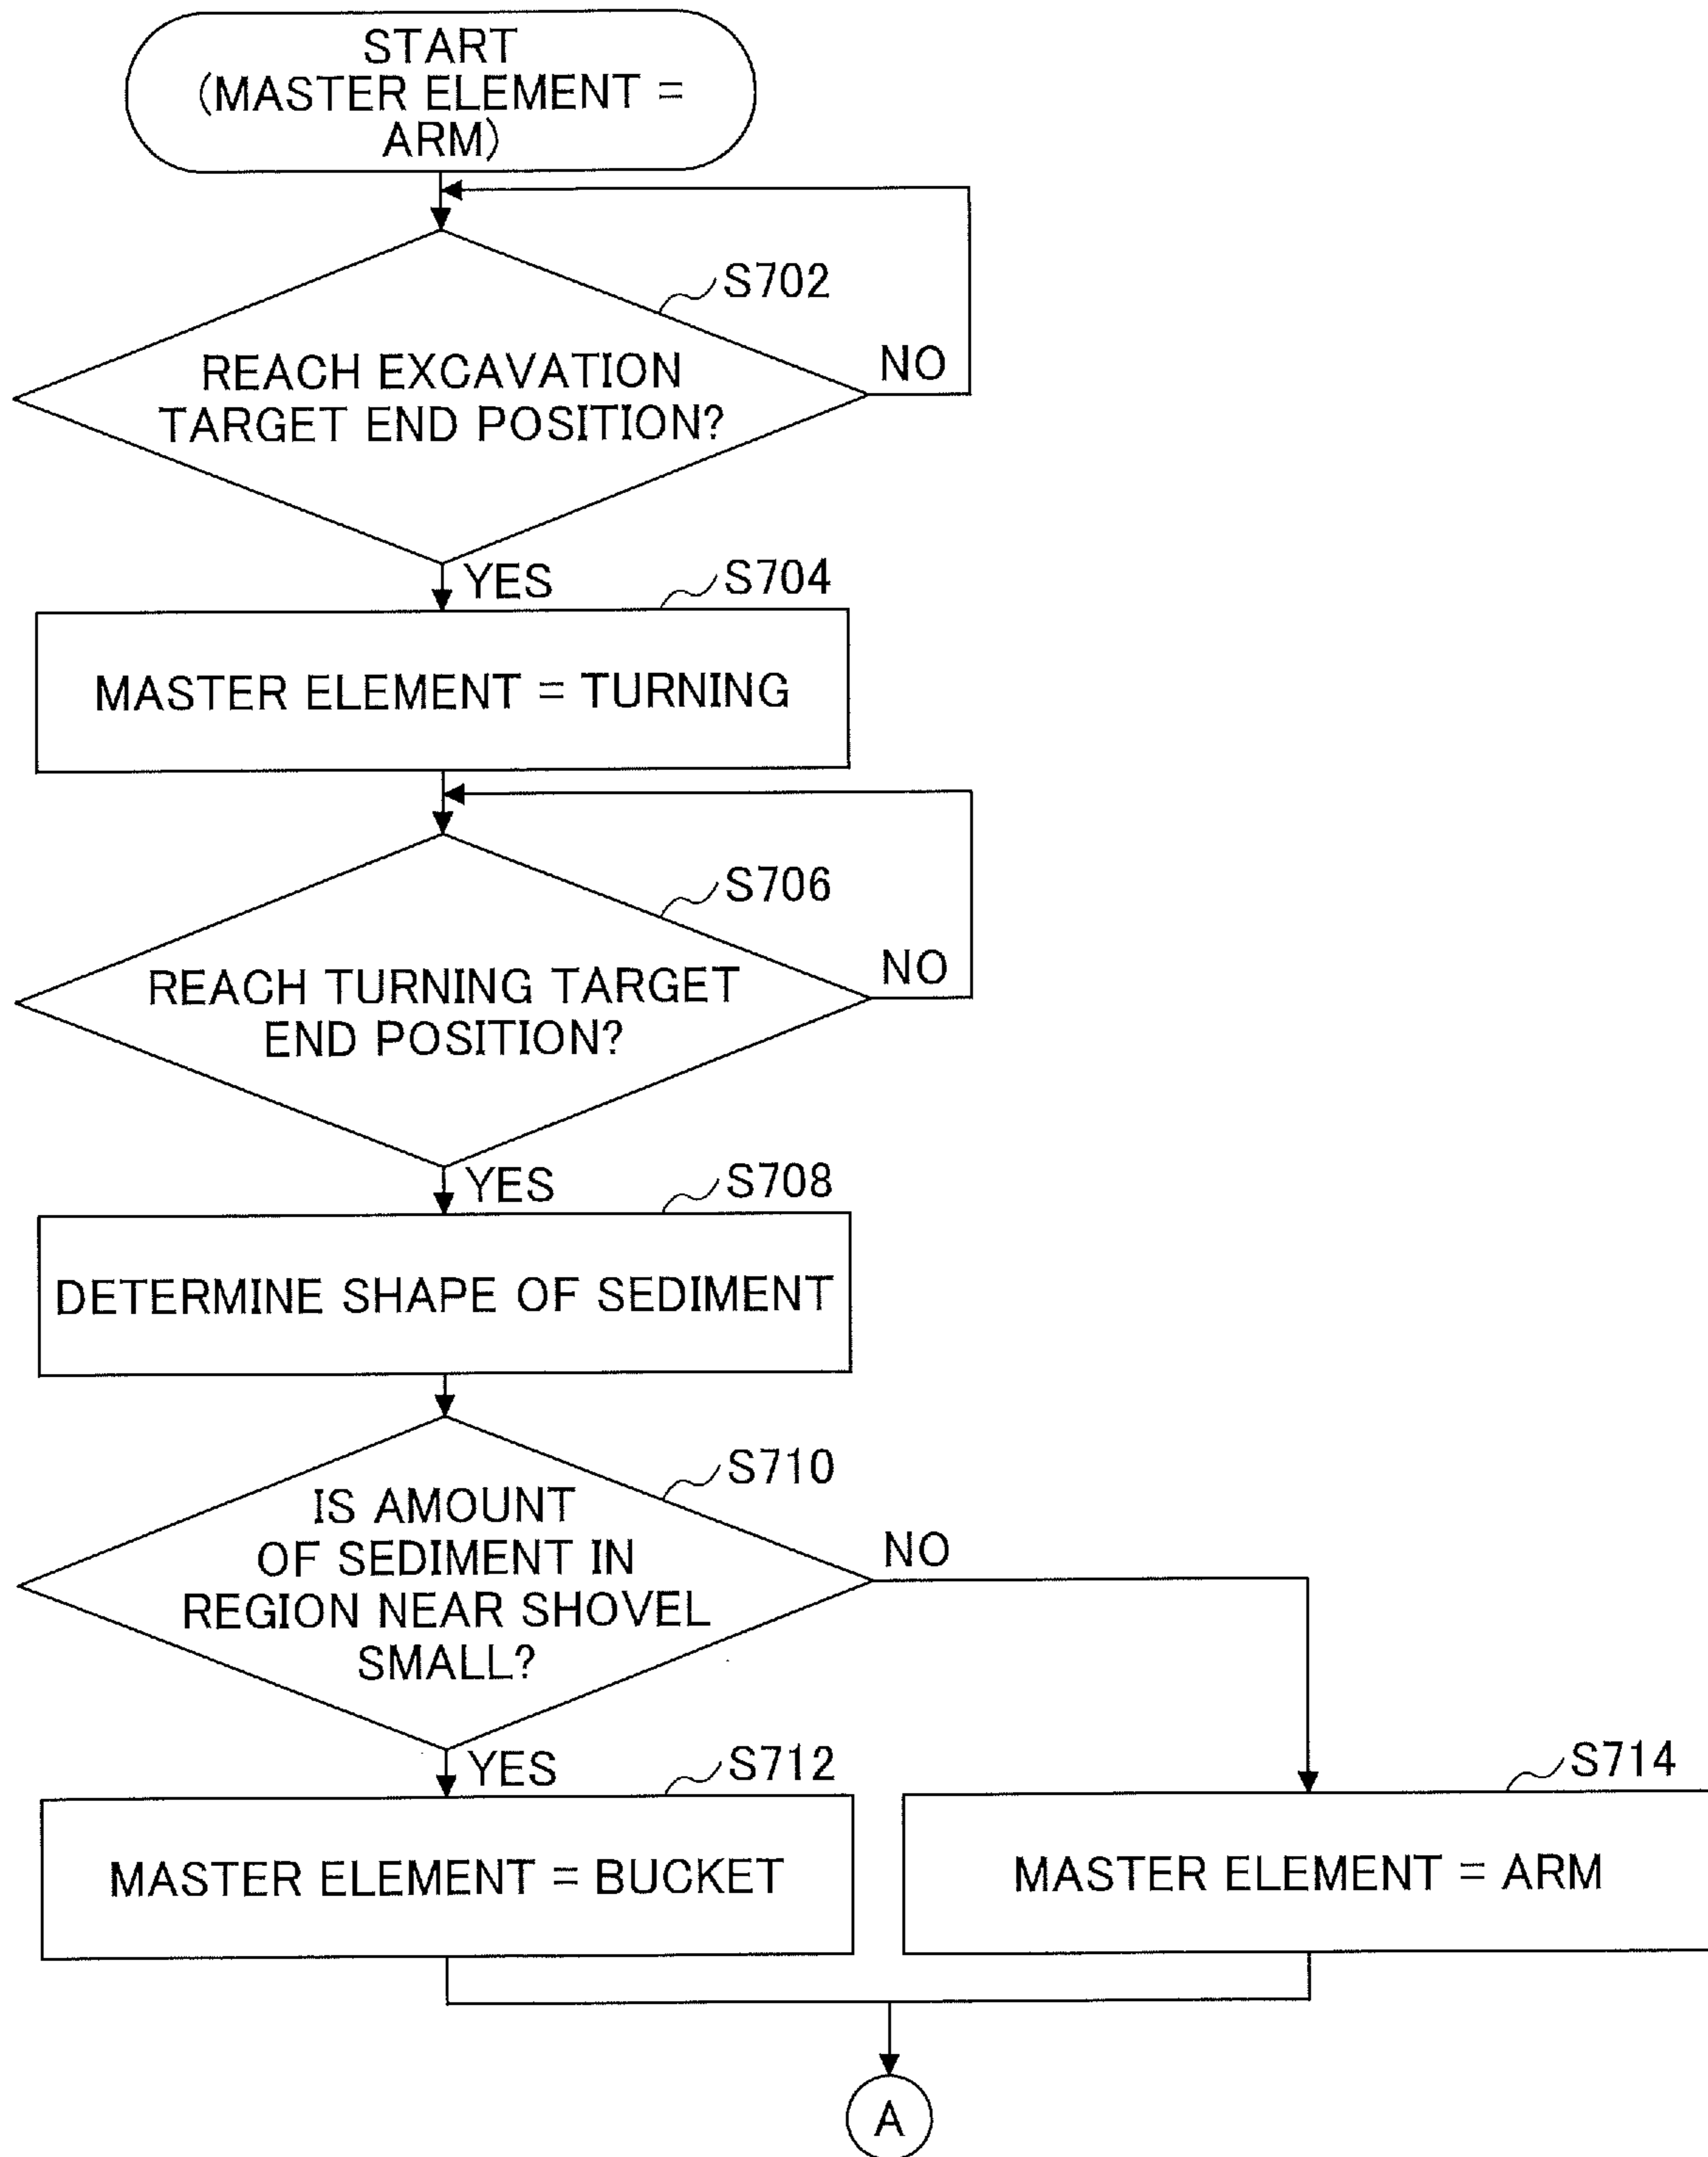 START
(MASTER ELEMENT =
ARM)
S702
REACH EXCAVATION
TARGET END POSITION?
NO
YES
S704
MASTER ELEMENT = TURNING
S706
REACH TURNING TARGET
END POSITION?
NO
YES
S708
DETERMINE SHAPE OF SEDIMENT
S710
IS AMOUNT
OF SEDIMENT IN
REGION NEAR SHOVEL
SMALL?
NO
YES
S712
MASTER ELEMENT = BUCKET
S714
MASTER ELEMENT = ARM
A